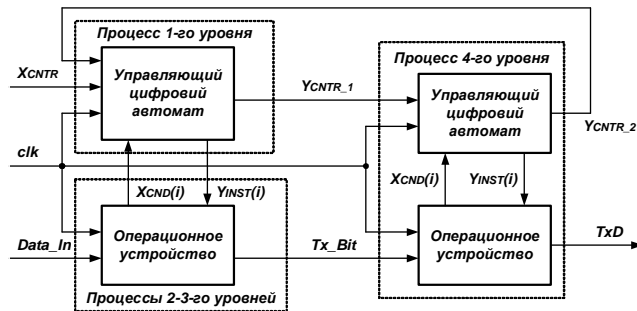 Процесс 1-го уровня
Процесс 4-го уровня
XCNTR
Управляющий
цифровий
автомат
YCNTR_1
Управляющий
цифровий
автомат
YCNTR_2
clk
XCND(i)
YINST(i)
XCND(i)
YINST(i)
Data_In
Операционное
устройство
Tx_Bit
Операционное
устройство
TxD
Процессы 2-3-го уровней